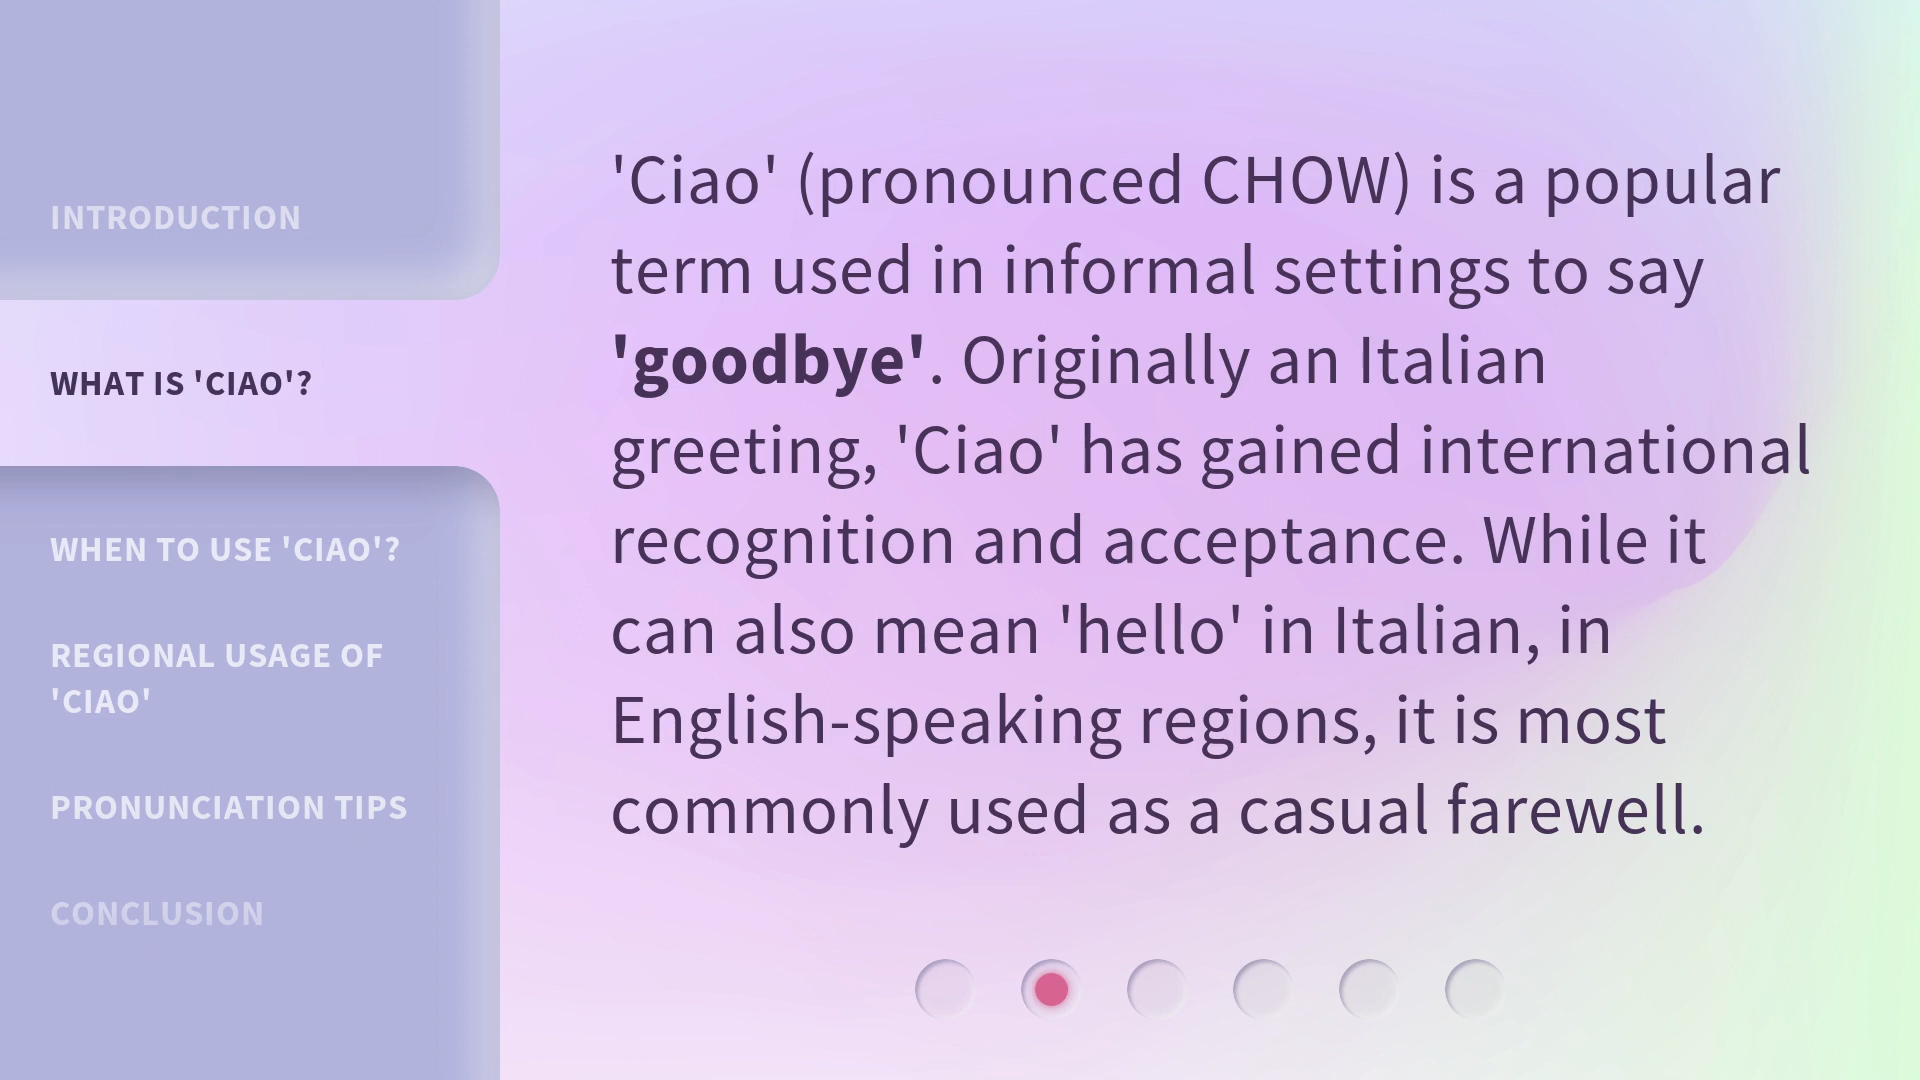 INTRODUCTION
WHAT IS 'CIAO'?
WHEN TO USE 'CIAO'?
REGIONAL USAGE OF
'CIAO'
PRONUNCIATION TIPS
CONCLUSION
'Ciao' (pronounced CHOW) is a popular
term used in informal settings to say
'goodbye'. Originally an Italian
greeting, 'Ciao' has gained international
recognition and acceptance. While it
can also mean 'hello' in Italian, in
English-speaking regions, it is most
commonly used as a casual farewell.